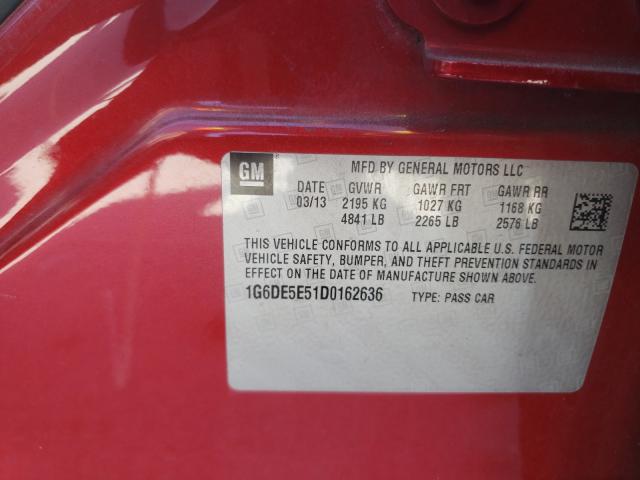 GM ® MFD BY GENERAL MOTORS LLC
DATE GVWR GAWR FRT GAWR RR
03/13 2195 KG 1027 KG 1168 KG
4841 LB 2265 LB 2576 LB
THIS VEHICLE CONFORMS TO ALL APPLICABLE U.S. FEDERAL MOTOR
VEHICLE SAFETY, BUMPER, AND THEFT PREVENTION STANDARDS IN
EFFECT ON THE DATE OF MANUFACTURE SHOWN ABOVE.
1G6DE5E51D0162636 TYPE: PASS CAR